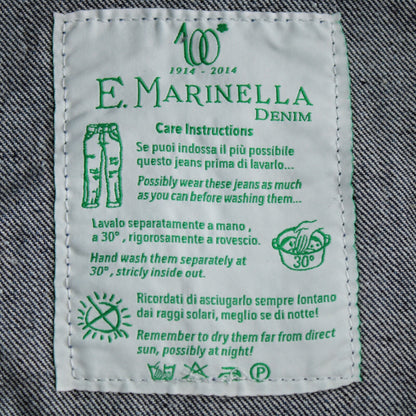 100
1914 - 2014
E. MARINELLA
DENIM
Care Instructions
Se puoi indossa il più possibile
questo jeans prima di lavarlo...
Possibly wear these jeans as much
as you can before washing them...
Lavalo separatamente a mano ,
a 30° , rigorosamente a rovescio.
Hand wash them separately at
30° , stricly inside out.
30°
Ricordati di asciugarlo sempre lontano
dai raggi solari, meglio se di notte!
Remember to dry them far from direct
sun, possibly at night!
P